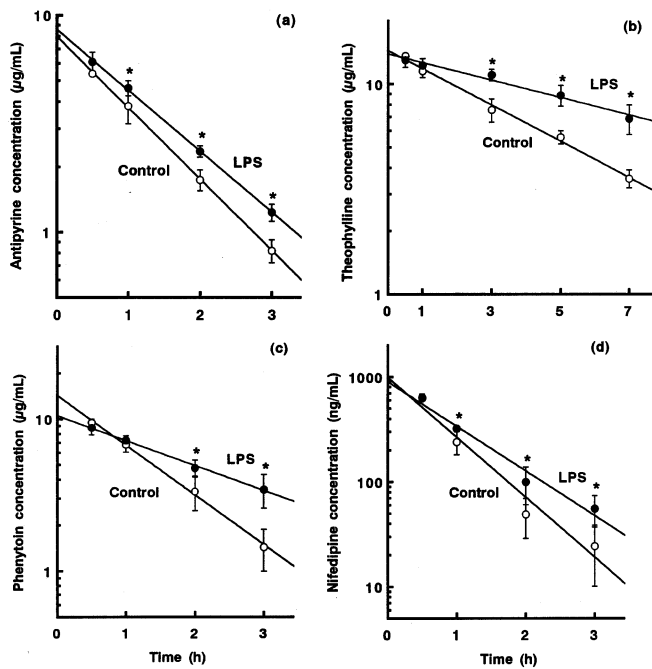 (a)
Antipyrine concentration (µg/mL)
10
1
*
*
*
LPS
Control
0 1 2 3
(b)
Theophylline concentration (µg/mL)
10
1
*
*
*
LPS
Control
0 1 3 5 7
(c)
Phenytoin concentration (µg/mL)
10
1
*
*
LPS
Control
0 1 2 3
Time (h)
(d)
Nifedipine concentration (ng/mL)
1000
100
10
*
*
*
LPS
Control
0 1 2 3
Time (h)